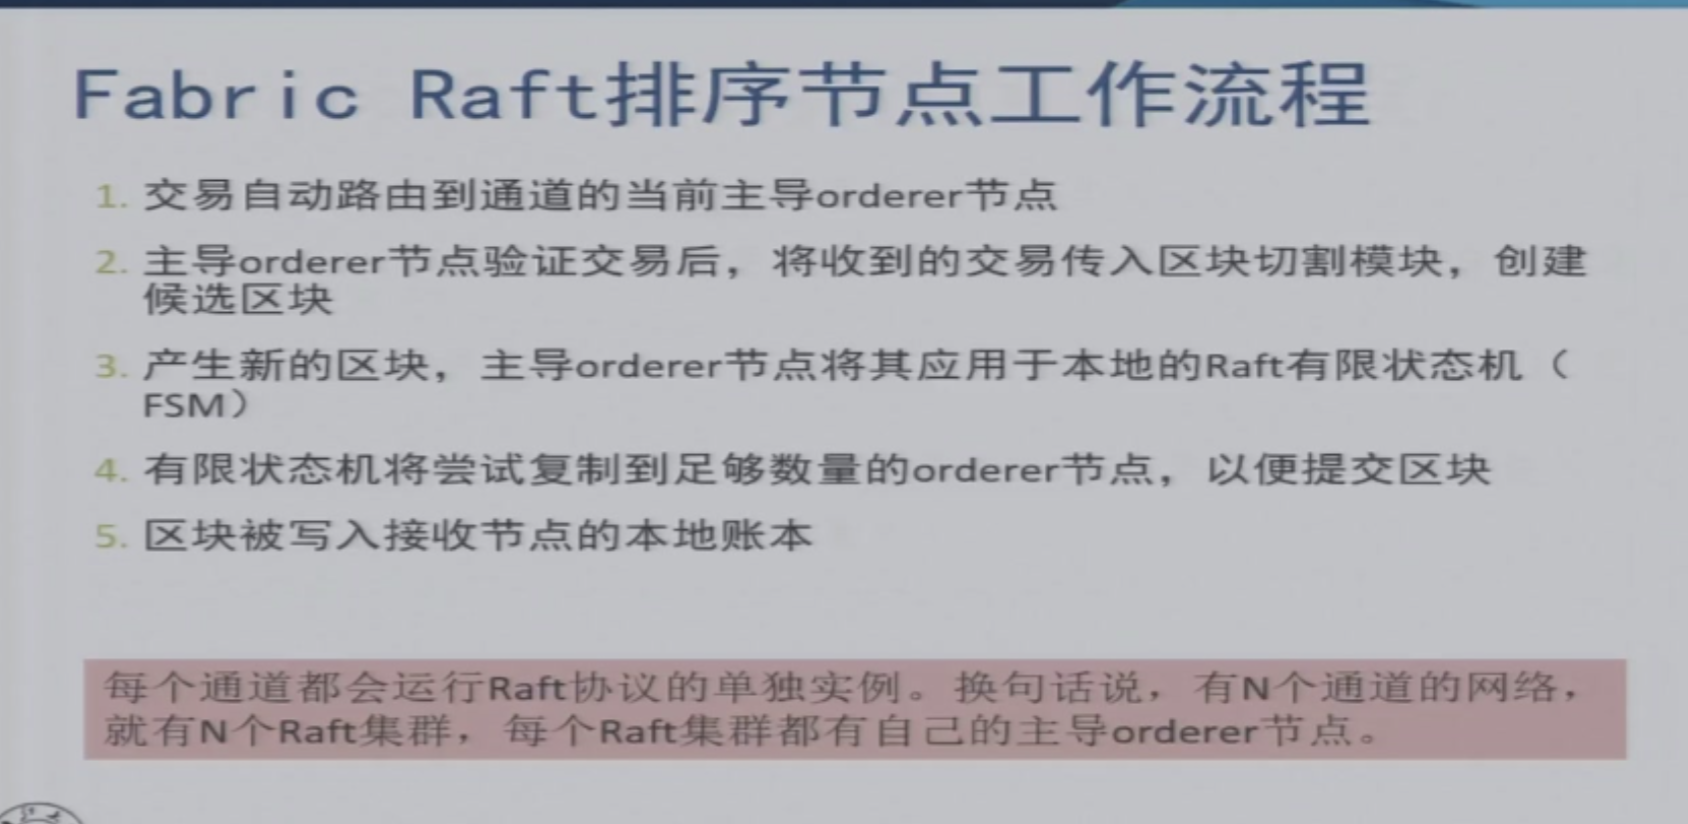 Fabric Raft排序节点工作流程
1. 交易自动路由到通道的当前主导orderer节点
2. 主导orderer节点验证交易后，将收到的交易传入区块切割模块，创建
候选区块
3. 产生新的区块，主导orderer节点将其应用于本地的Raft有限状态机（
FSM）
4. 有限状态机将尝试复制到足够数量的orderer节点，以便提交区块
5. 区块被写入接收节点的本地账本
每个通道都会运行Raft协议的单独实例。换句话说，有N个通道的网络，
就有N个Raft集群，每个Raft集群都有自己的主导orderer节点。